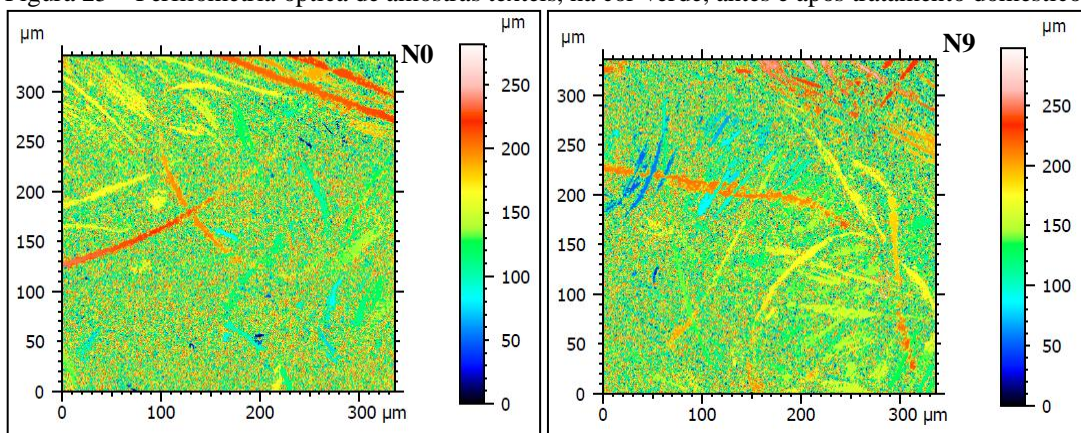 Figura – Perfilometria óptica de amostras têxteis, na cor verde, antes e após tratamento doméstico
N0
µm
300
250
200
150
100
50
0
0 100 200 300 µm
µm
250
200
150
100
50
0
N9
µm
300
250
200
150
100
50
0
0 100 200 300 µm
µm
250
200
150
100
50
0